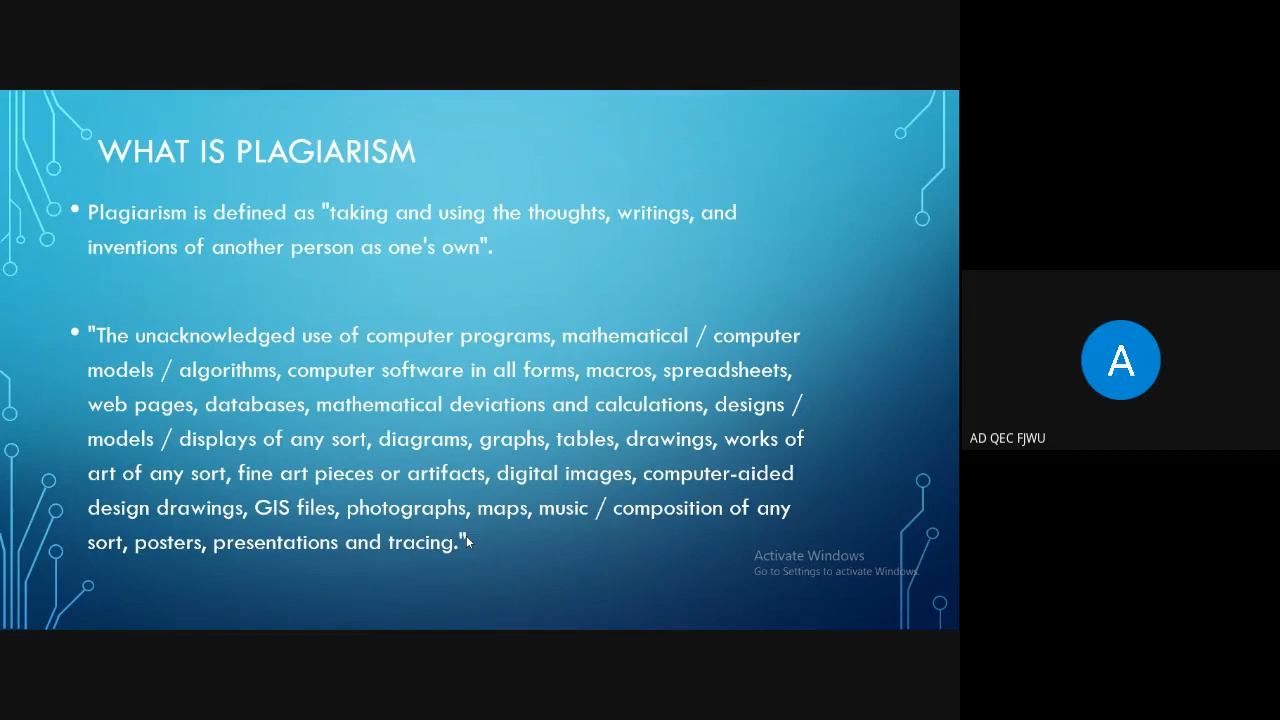 WHAT IS PLAGIARISM
• Plagiarism is defined as "taking and using the thoughts, writings, and
inventions of another person as one's own".
• "The unacknowledged use of computer programs, mathematical / computer
models / algorithms, computer software in all forms, macros, spreadsheets,
web pages, databases, mathematical deviations and calculations, designs /
models / displays of any sort, diagrams, graphs, tables, drawings, works of
art of any sort, fine art pieces or artifacts, digital images, computer-aided
design drawings, GIS files, photographs, maps, music / composition of any
sort, posters, presentations and tracing."
Activate Windows
Go to Settings to activate Windows.
A
AD QEC FJWU